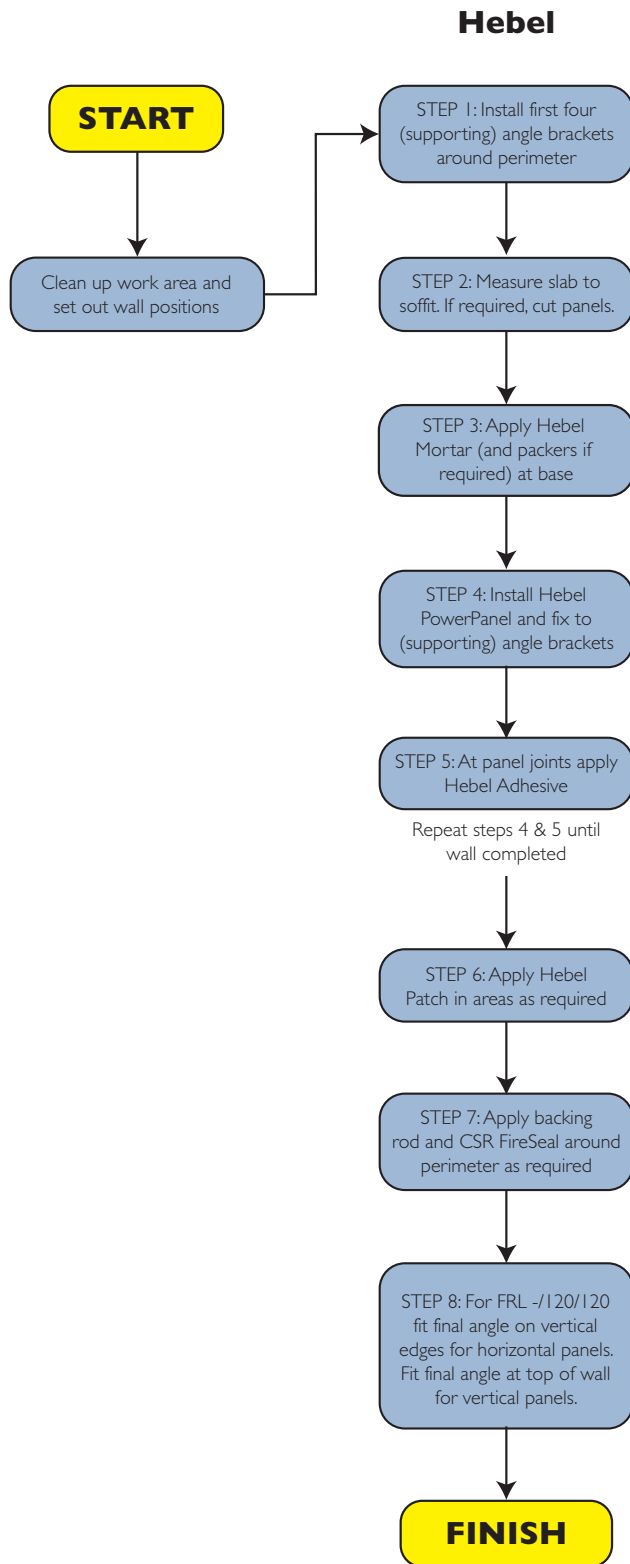 Hebel
START
Clean up work area and
set out wall positions
STEP 1: Install first four
(supporting) angle brackets
around perimeter
STEP 2: Measure slab to
soffit. If required, cut panels.
STEP 3: Apply Hebel
Mortar (and packers if
required) at base
STEP 4: Install Hebel
PowerPanel and fix to
(supporting) angle brackets
STEP 5: At panel joints apply
Hebel Adhesive
Repeat steps 4 & 5 until
wall completed
STEP 6: Apply Hebel
Patch in areas as required
STEP 7: Apply backing
rod and CSR FireSeal around
perimeter as required
STEP 8: For FRL -/120/120
fit final angle on vertical
edges for horizontal panels.
Fit final angle at top of wall
for vertical panels.
FINISH